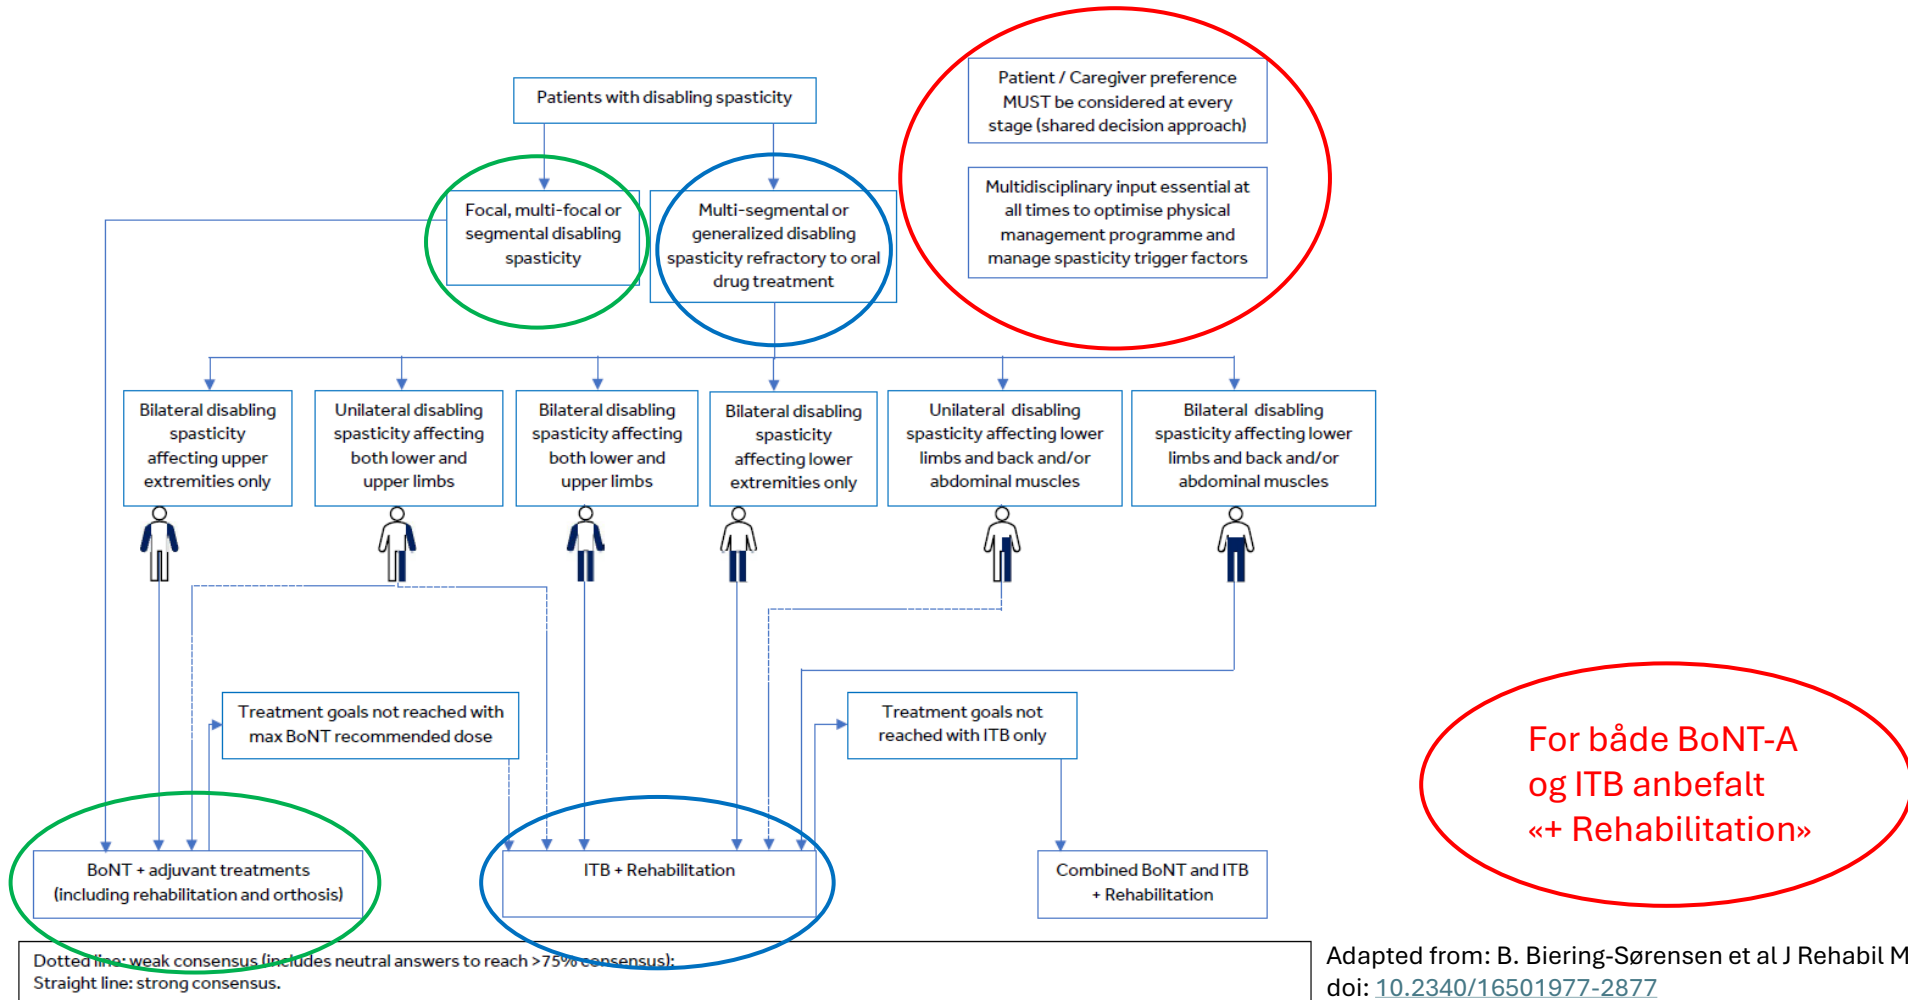 Patients with disabling spasticity
Patient / Caregiver preference
MUST be considered at every
stage (shared decision approach)
Multidisciplinary input essential at
all times to optimise physical
management programme and
manage spasticity trigger factors
Focal, multi-focal or
segmental disabling
spasticity
Multi-segmental or
generalized disabling
spasticity refractory to oral
drug treatment
Bilateral disabling
spasticity
affecting upper
extremities only
Unilateral disabling
spasticity affecting
both lower and
upper limbs
Bilateral disabling
spasticity affecting
both lower and
upper limbs
Bilateral disabling
spasticity
affecting lower
extremities only
Unilateral disabling
spasticity affecting lower
limbs and back and/or
abdominal muscles
Bilateral disabling
spasticity affecting lower
limbs and back and/or
abdominal muscles
Treatment goals not reached with
max BoNT recommended dose
Treatment goals not
reached with ITB only
For både BoNT-A
og ITB anbefalt
«+ Rehabilitation»
BoNT + adjuvant treatments
(including rehabilitation and orthosis)
ITB + Rehabilitation
Combined BoNT and ITB
+ Rehabilitation
Dotted line: weak consensus (includes neutral answers to reach >75% consensus);
Straight line: strong consensus.
Adapted from: B. Biering-Sørensen et al J Rehabil M
doi: 10.2340/16501977-2877